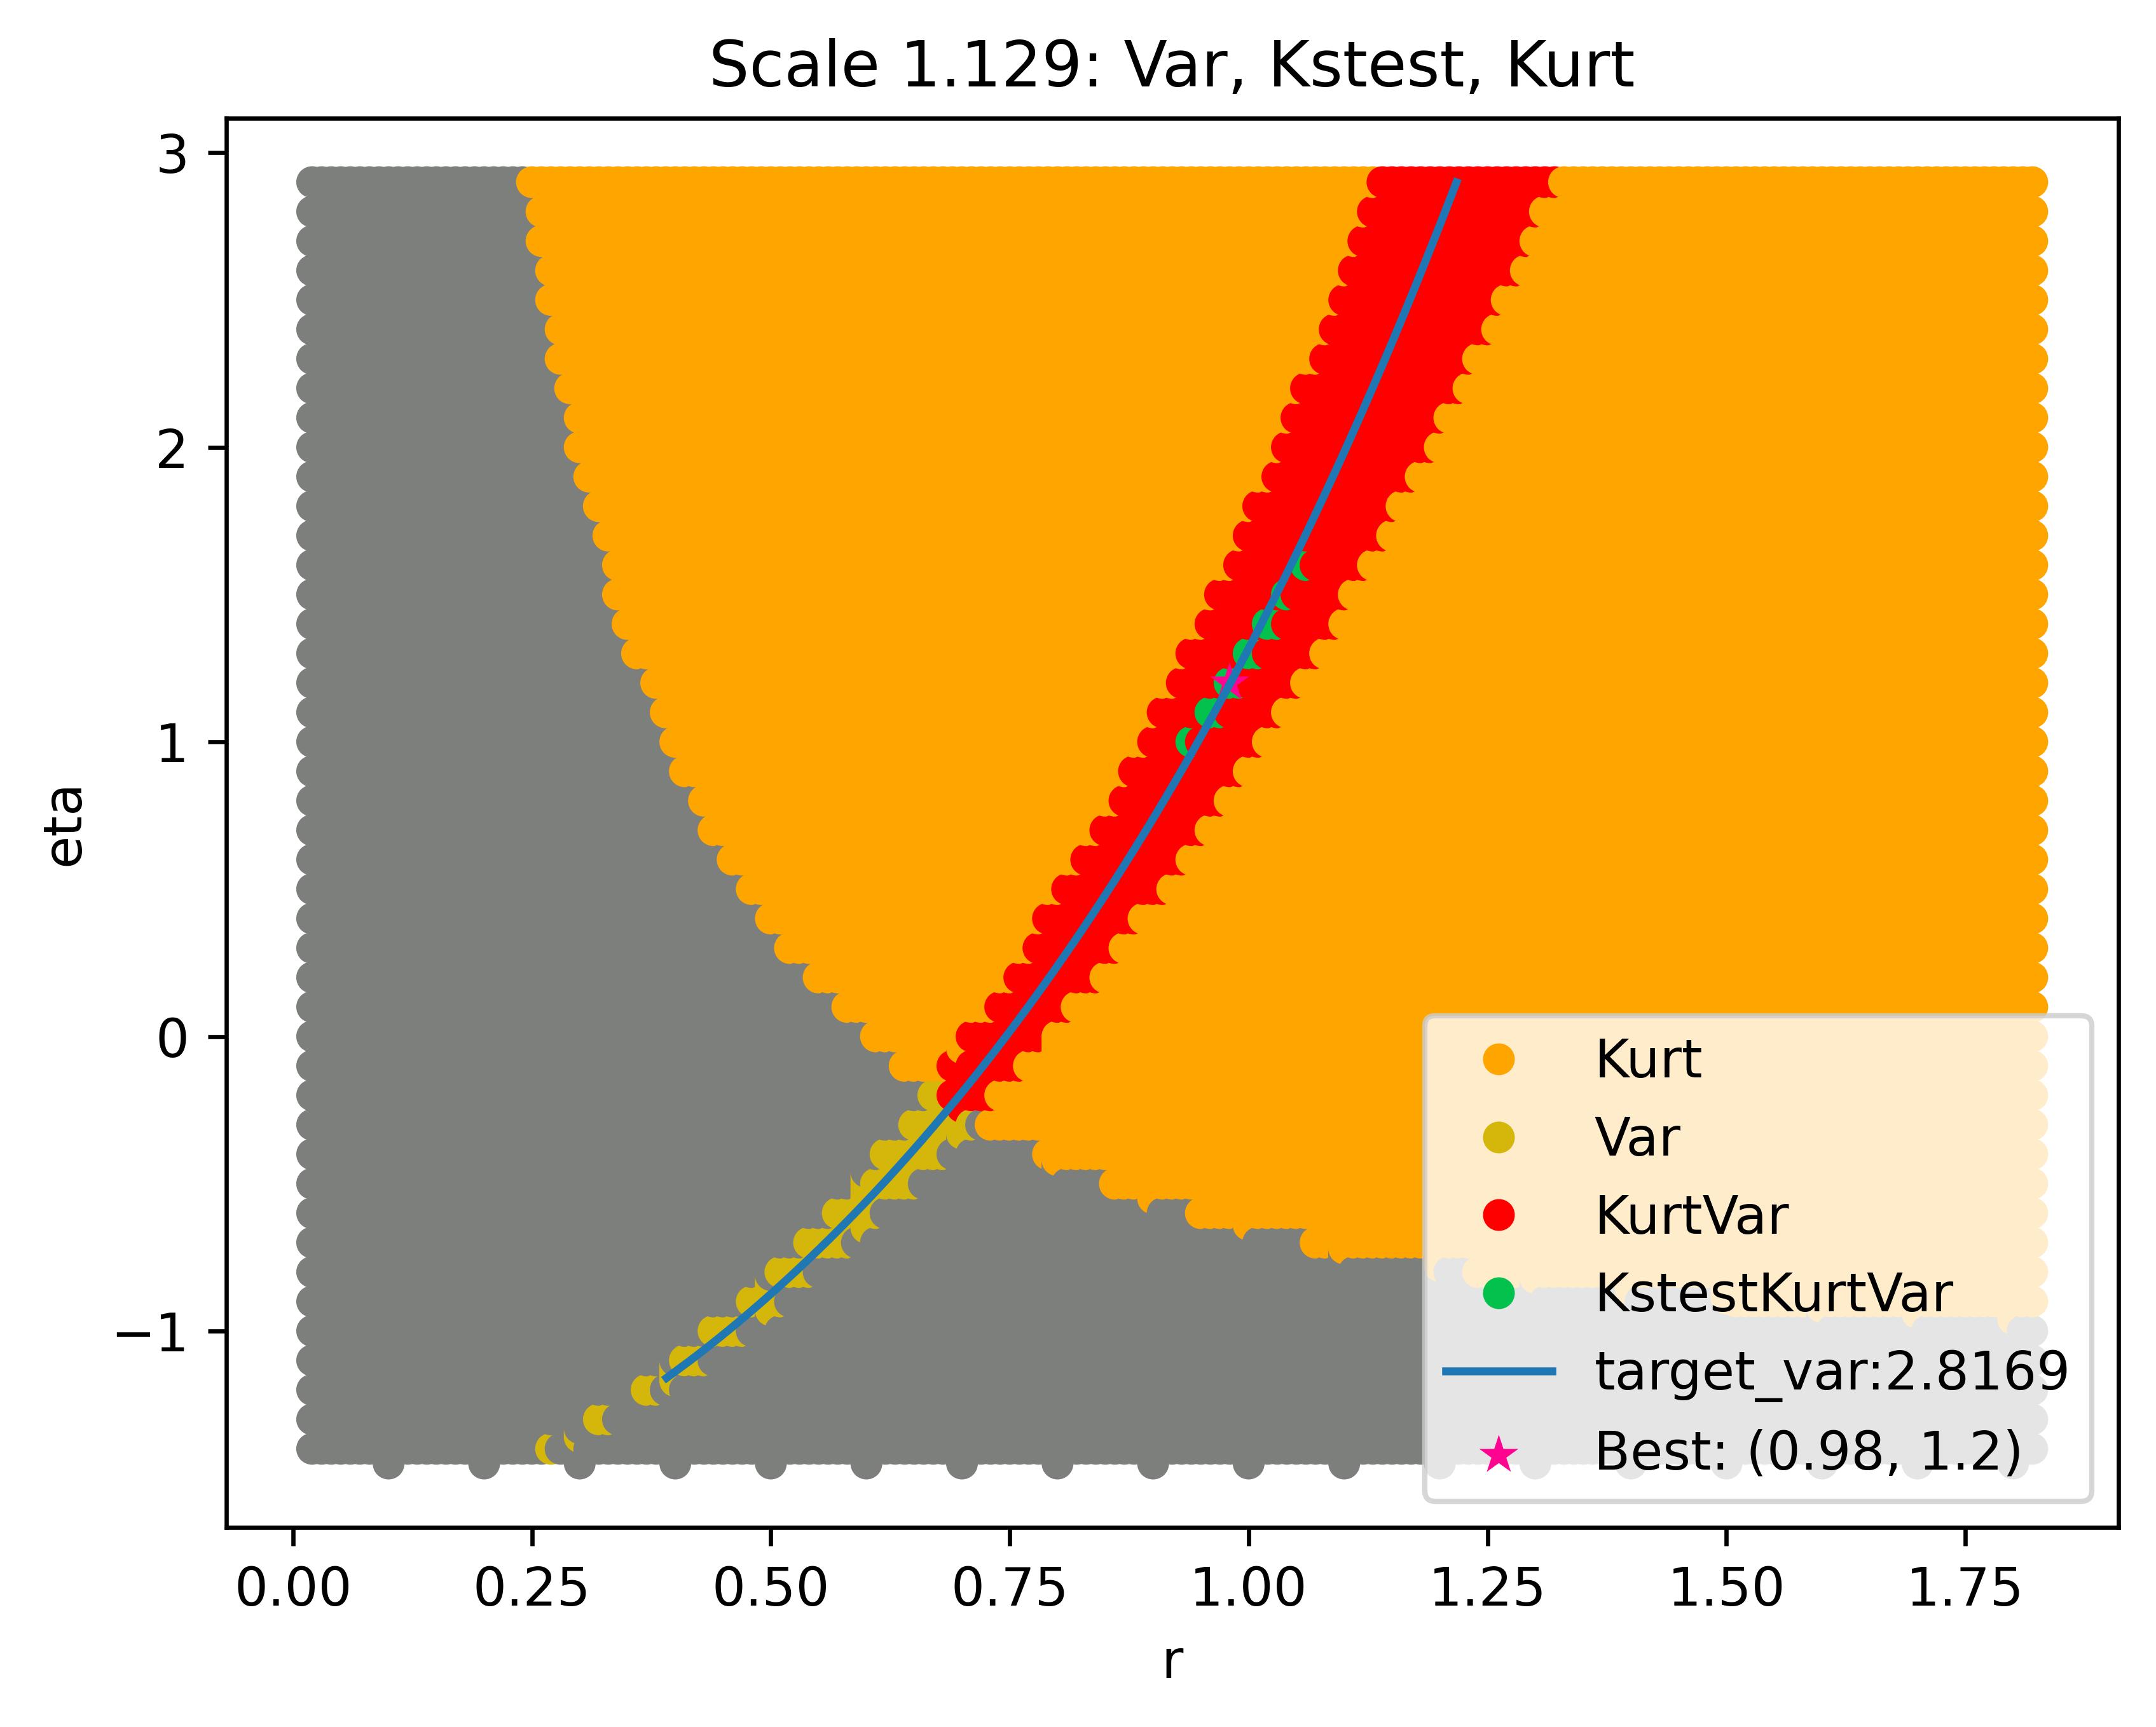 Scale 1.129: Var, Kstest, Kurt
3
2
1
0
−1
eta
Kurt
Var
KurtVar
KstestKurtVar
target_var:2.8169
Best: (0.98, 1.2)
0.00 0.25 0.50 0.75 1.00 1.25 1.50 1.75
r